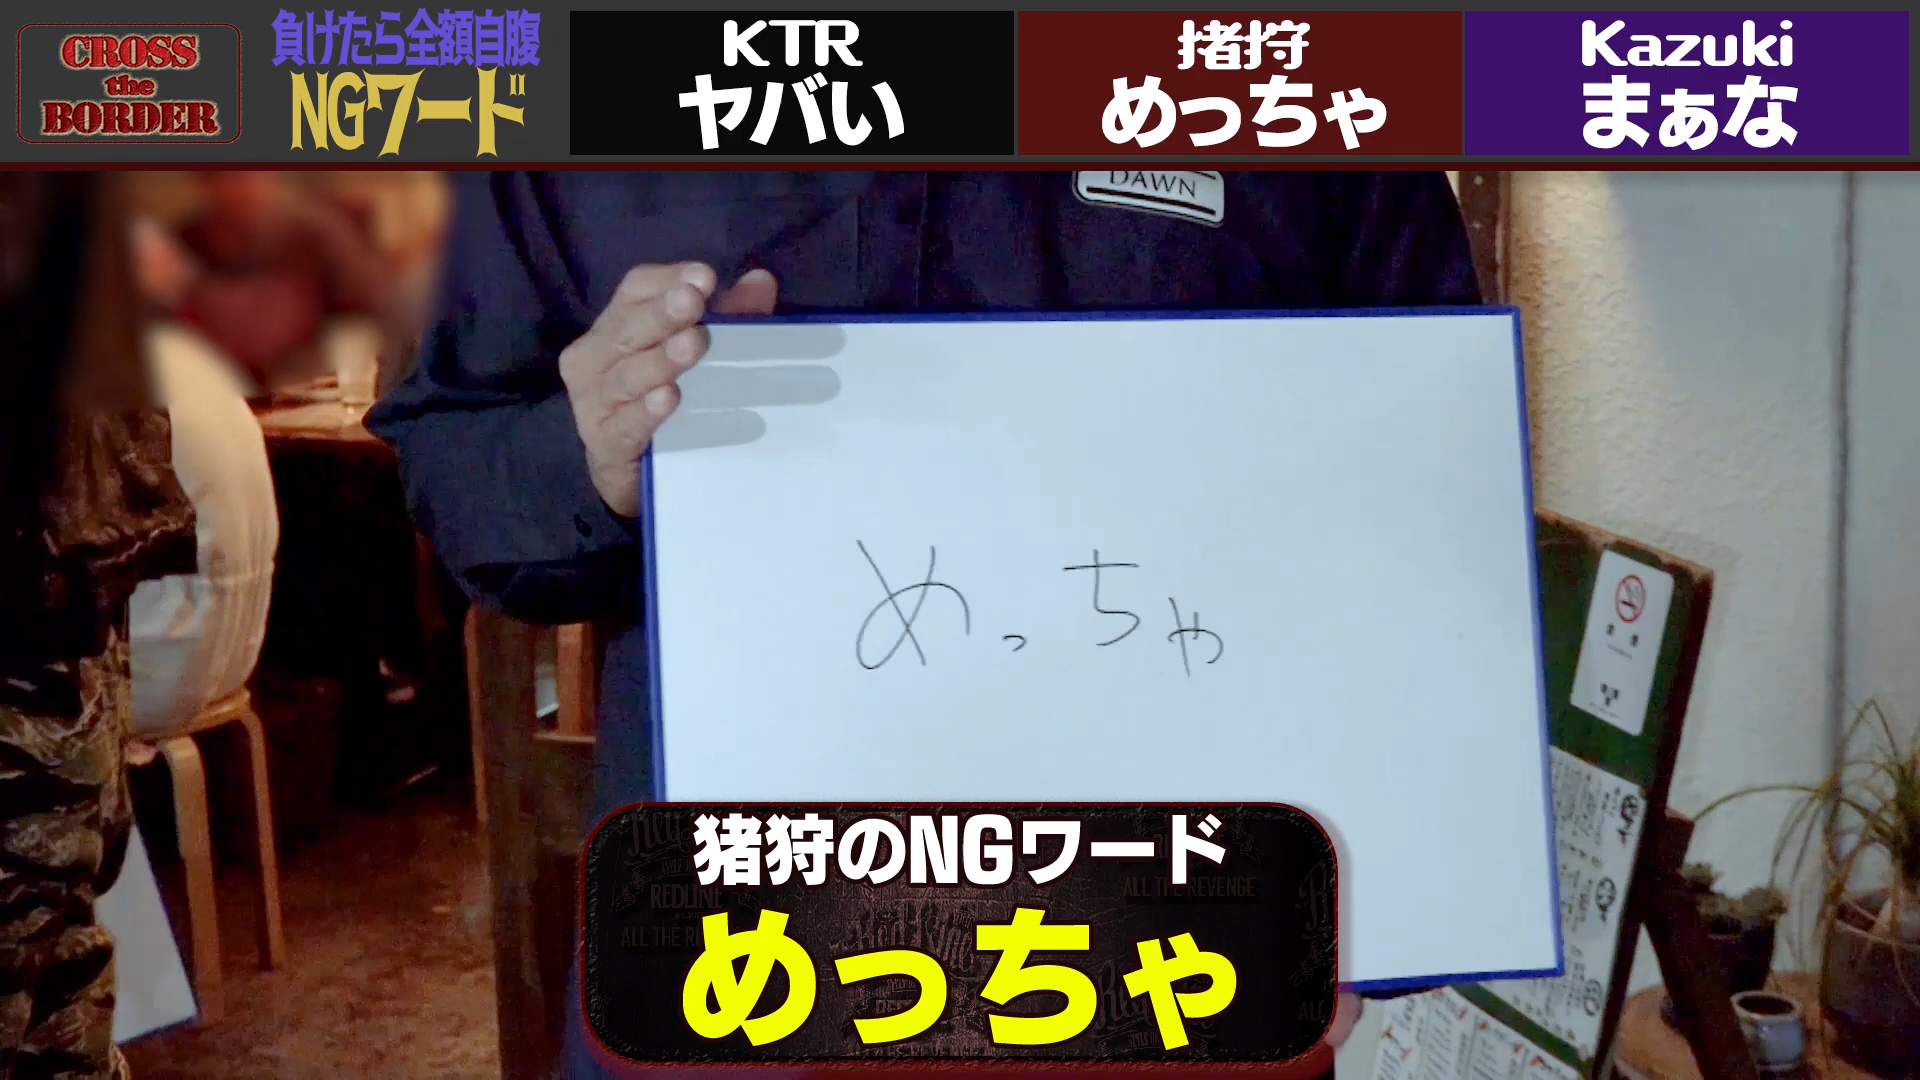 CROSS
the
BORDER
負けたら全額自腹
NGワード
KTR
ヤバい
猪狩
めっちゃ
Kazuki
まぁな
DAWN
めっちゃ
猪狩のNGワード
めっちゃ
REDLINE
ALL THE REVENGE